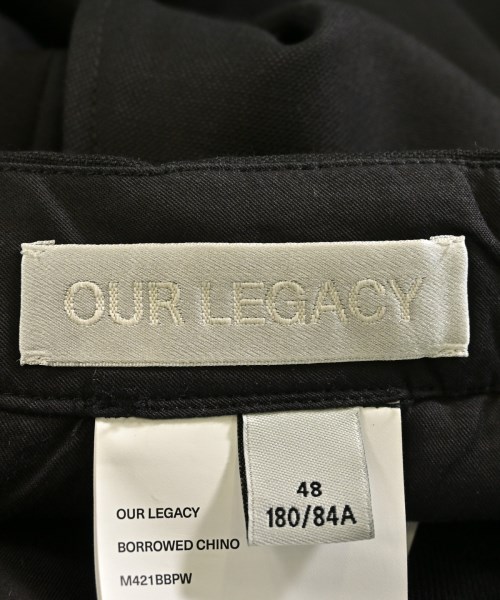 OUR LEGACY
48
180/84A
OUR LEGACY
BORROWED CHINO
M421BBPW